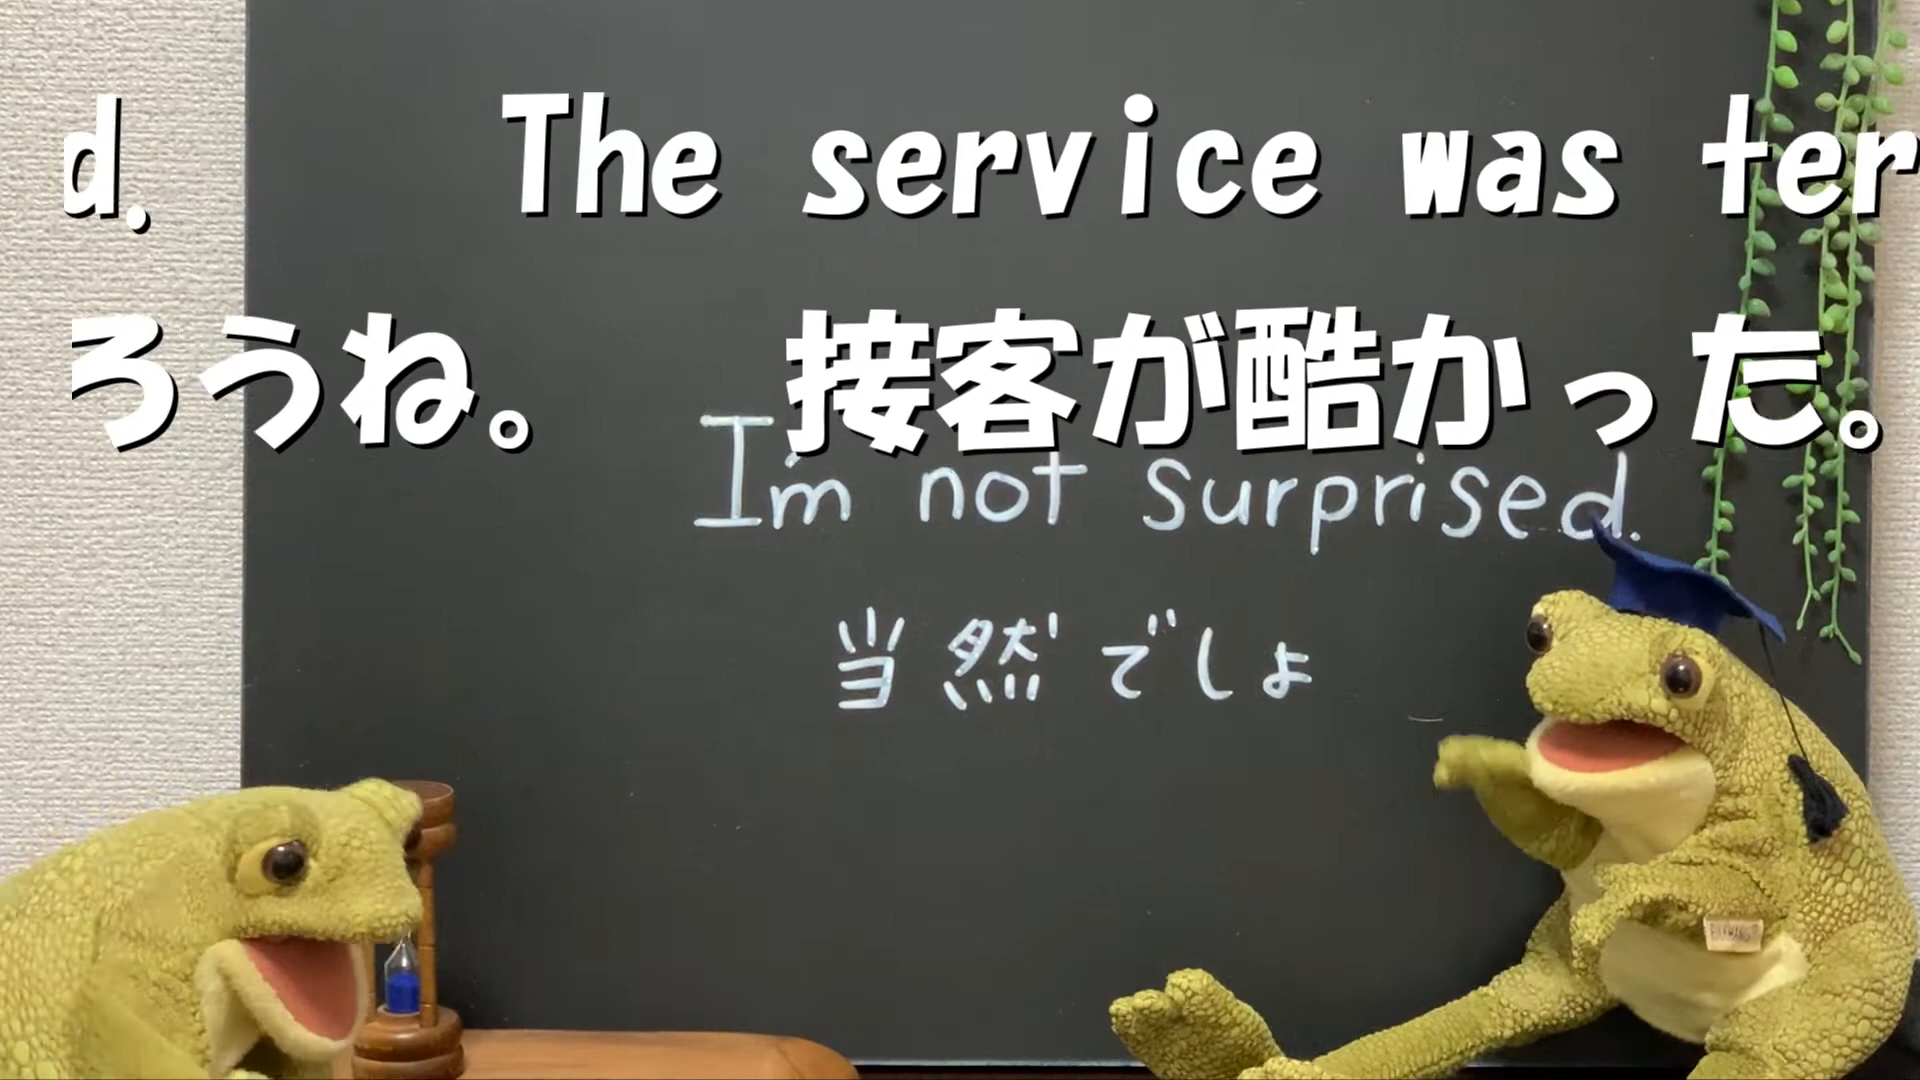 d. The service was ter
ろうね。 接客が酷かった。
I'm not surprised.
当然でしょ